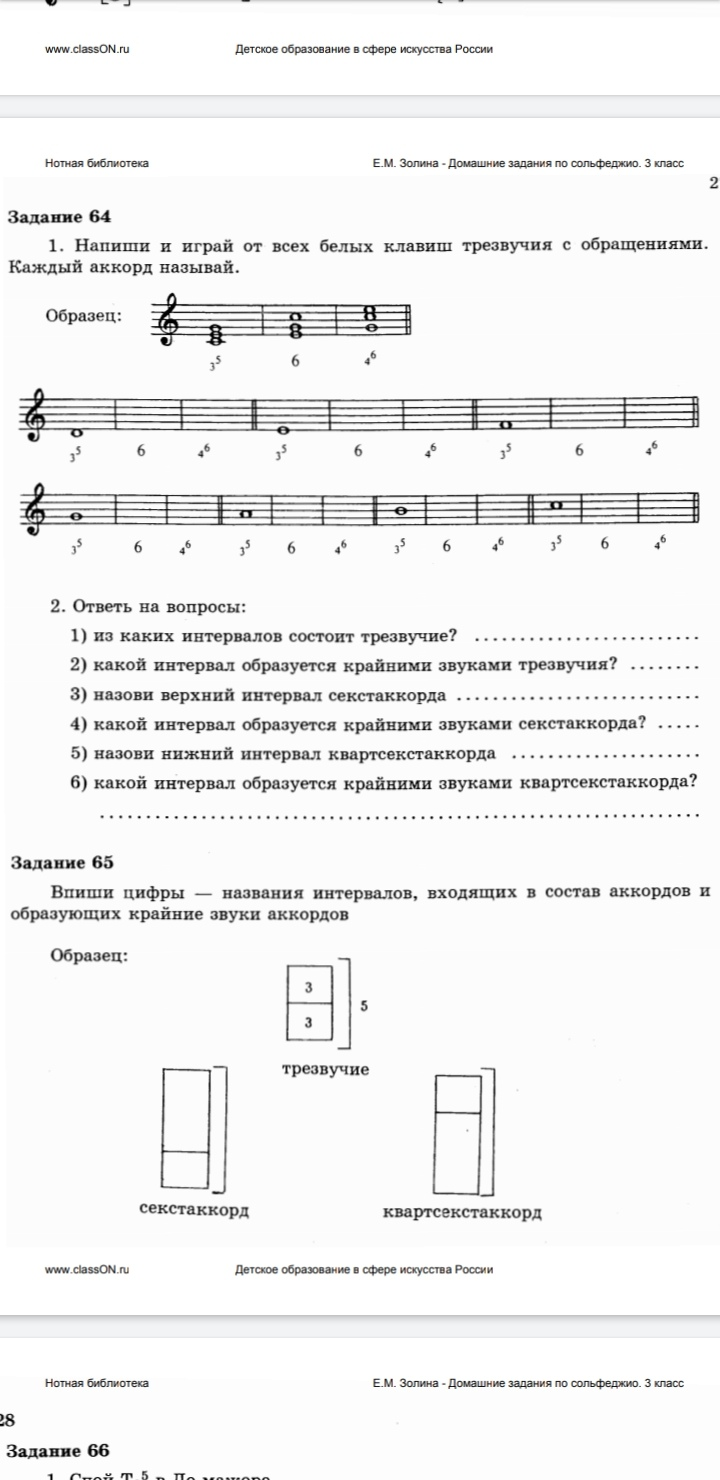 www.classON.ru Детское образование в сфере искусства России
Нотная библиотека Е.М. Золина - Домашние задания по сольфеджио. 3 класс
2
Задание 64
1. Напиши и играй от всех белых клавиш трезвучия с обращениями.
Каждый аккорд называй.
Образец:
3 5 6 4 6
3 5 6 4 6 3 5 6 4 6 3 5 6 4 6
3 5 6 4 6 3 5 6 4 6 3 5 6 4 6 3 5 6 4 6
2. Ответь на вопросы:
1) из каких интервалов состоит трезвучие? .........................
2) какой интервал образуется крайними звуками трезвучия? ........
3) назови верхний интервал секстаккорда ...........................
4) какой интервал образуется крайними звуками секстаккорда? .....
5) назови нижний интервал квартсекстаккорда .....................
6) какой интервал образуется крайними звуками квартсекстаккорда?
..................................................................
Задание 65
Впиши цифры — названия интервалов, входящих в состав аккордов и
образующих крайние звуки аккордов
Образец:
3
5
3
трезвучие
секстаккорд квартсекстаккорд
www.classON.ru Детское образование в сфере искусства России
Нотная библиотека Е.М. Золина - Домашние задания по сольфеджио. 3 класс
28
Задание 66
1. Спой Т 5 в До мажоре